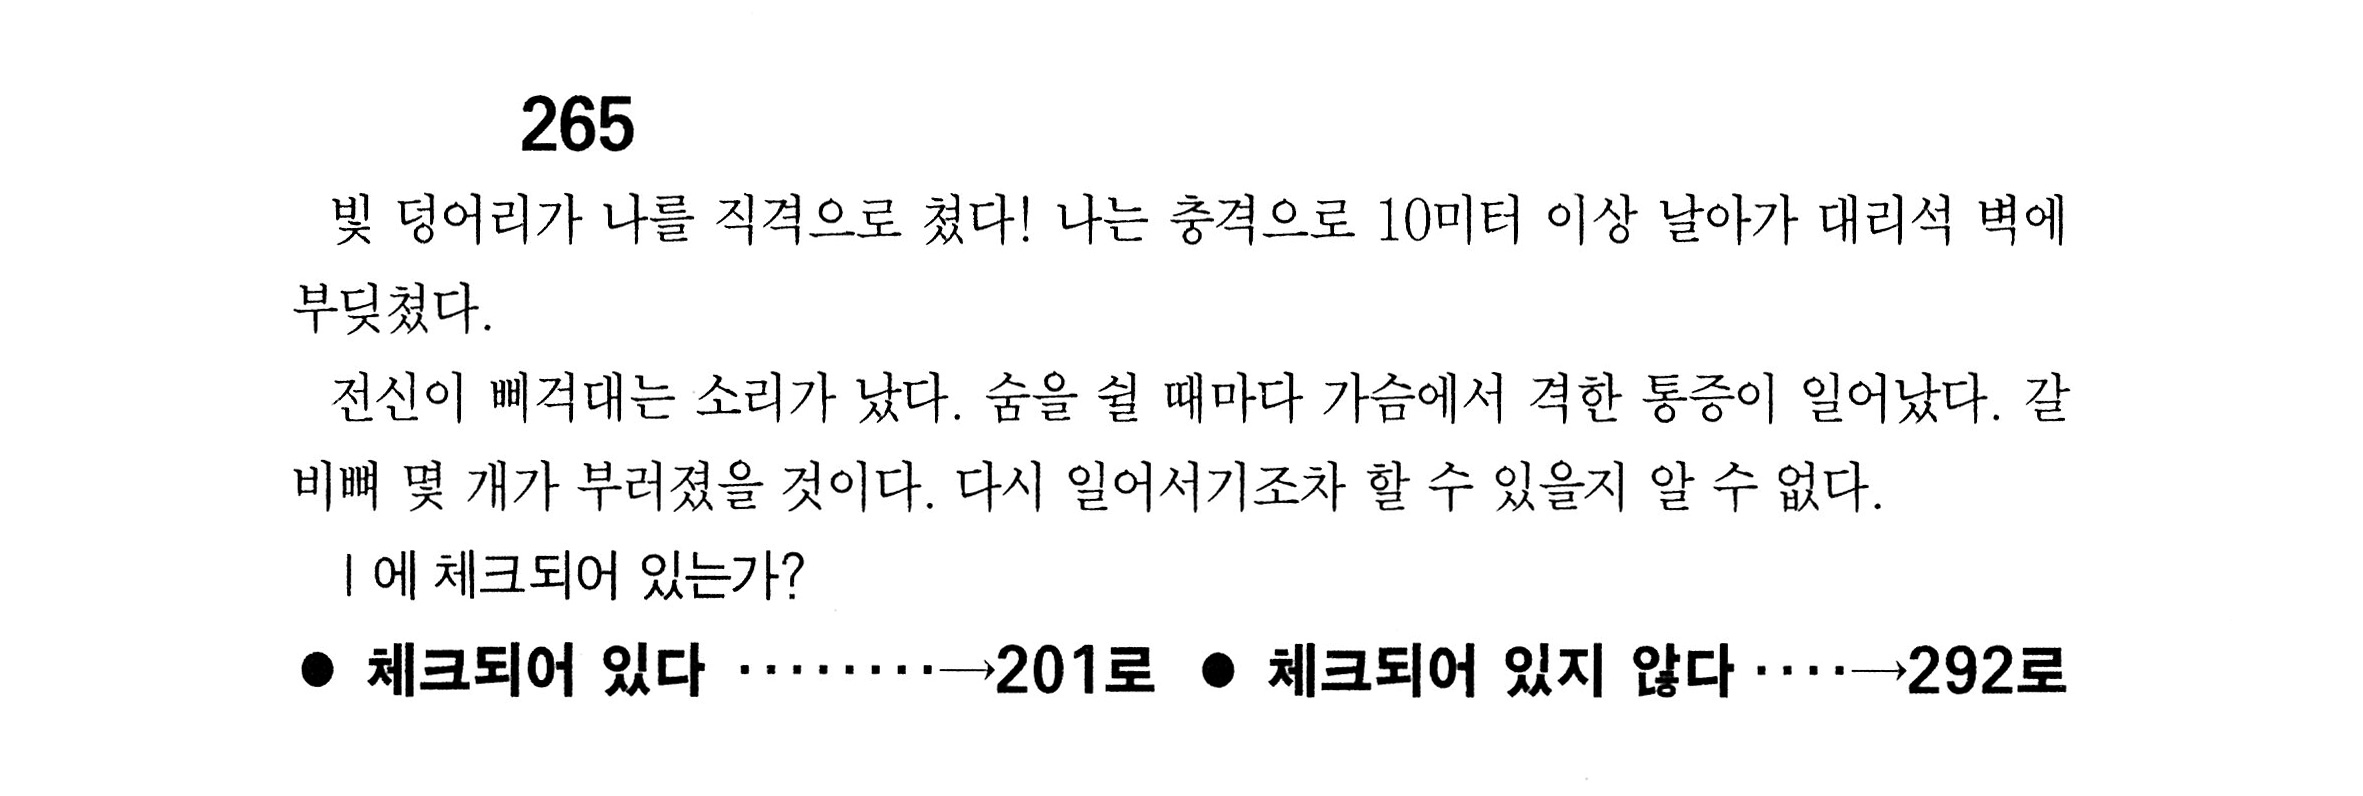 265
빛 덩어리가 나를 직격으로 쳤다! 나는 충격으로 10미터 이상 날아가 대리석 벽에
부딪쳤다.
전신이 삐걱대는 소리가 났다. 숨을 쉴 때마다 가슴에서 격한 통증이 일어났다. 갈
비뼈 몇 개가 부러졌을 것이다. 다시 일어서기조차 할 수 있을지 알 수 없다.
I 에 체크되어 있는가?
● 체크되어 있다 ········→201로 ● 체크되어 있지 않다 ····→292로